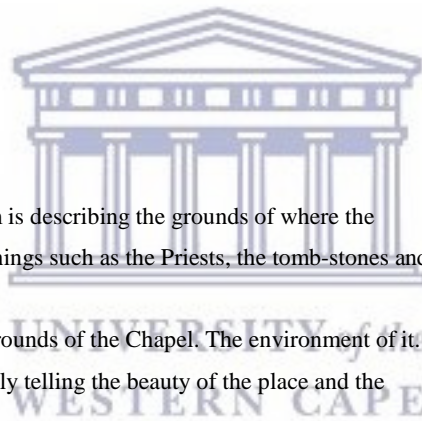 is describing the grounds of where the
nings such as the Priests, the tomb-stones and
rounds of the Chapel. The environment of it.
UNIVERSITY of the
ly telling the beauty of the place and the
WESTERN CAPE